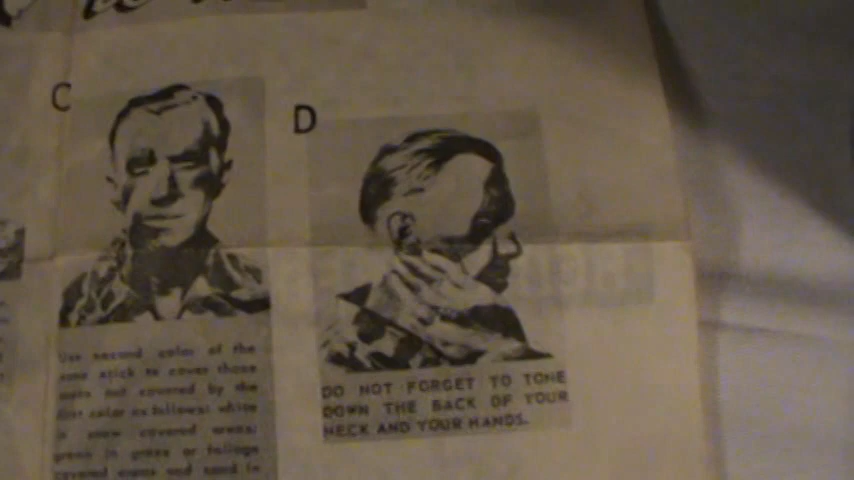 C
Use second color of the
same stick to cover those
areas not covered by the
first color as follows: white
in snow covered areas;
green in grass or foliage
covered areas and sand in
D
DO NOT FORGET TO TONE
DOWN THE BACK OF YOUR
NECK AND YOUR HANDS.